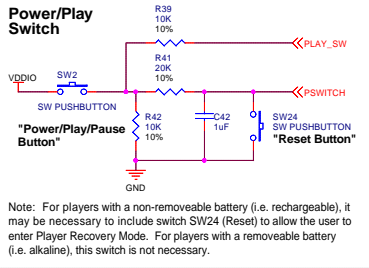 Power/Play
Switch
R39
10K
10%
PLAY_SW
R41
20K
10%
VDDIO
SW2
SW PUSHBUTTON
PSWITCH
"Power/Play/Pause
Button"
R42
10K
10%
C42
1uF
SW24
SW PUSHBUTTON
"Reset Button"
GND
Note: For players with a non-removeable battery (i.e. rechargeable), it
may be necessary to include switch SW24 (Reset) to allow the user to
enter Player Recovery Mode. For players with a removeable battery
(i.e. alkaline), this switch is not necessary.